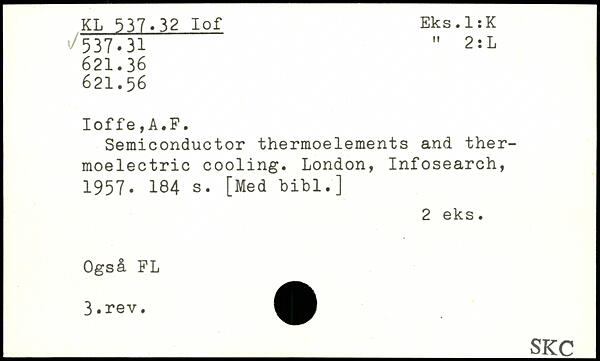 KL 537.32 Iof Eks.1:K
✓537.31 " 2:L
621.36
621.56
Ioffe,A.F.
Semiconductor thermoelements and ther-
moelectric cooling. London, Infosearch,
1957. 184 s. [Med bibl.]
2 eks.
Også FL
3.rev.
SKC